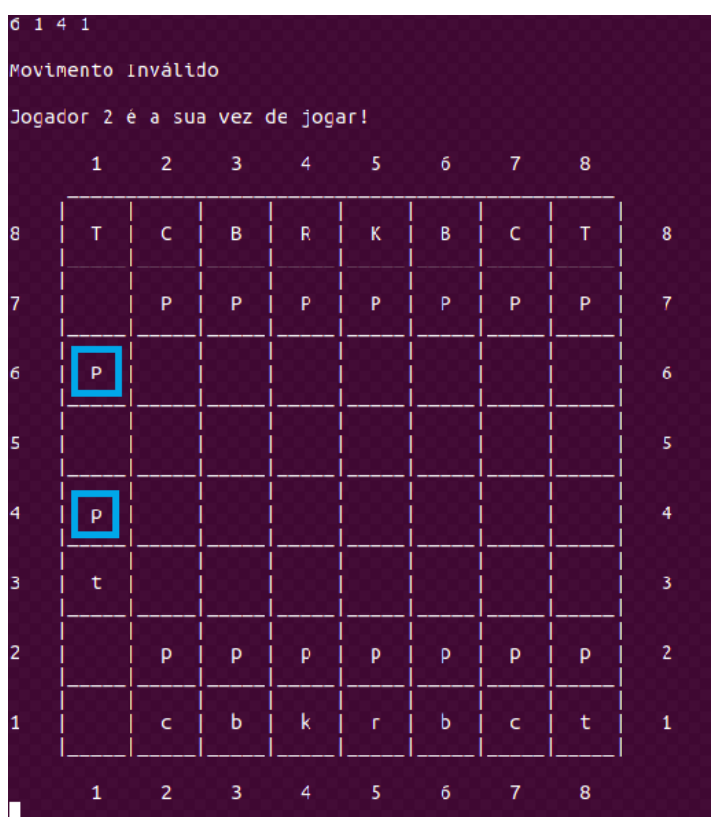 6 1 4 1
Movimento Inválido
Jogador 2 é a sua vez de jogar!
1 2 3 4 5 6 7 8
8 T C B R K B C T 8
7 P P P P P P P 7
6 P 6
5 5
4 p 4
3 t 3
2 p p p p p p p 2
1 c b k r b c t 1
1 2 3 4 5 6 7 8